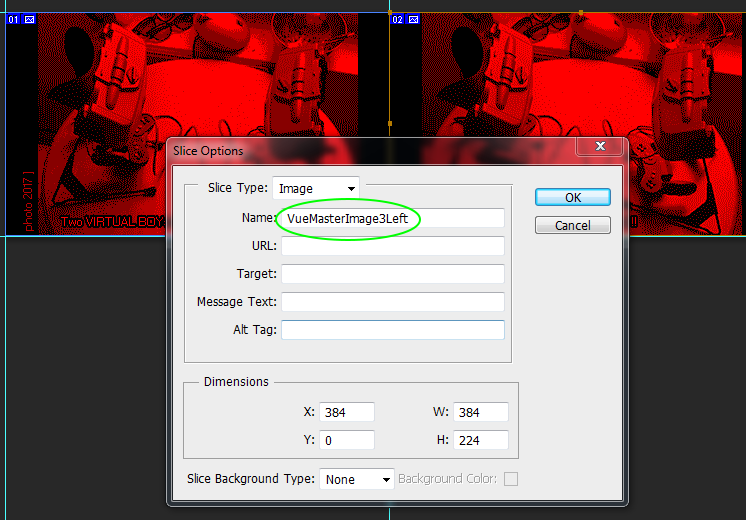 01
02
photo 2017 |
Two VIRTUAL BOY
!!
Slice Options
Slice Type: Image
Name: VueMasterImage3Left
URL:
Target:
Message Text:
Alt Tag:
OK
Cancel
Dimensions
X: 384 W: 384
Y: 0 H: 224
Slice Background Type: None Background Color: